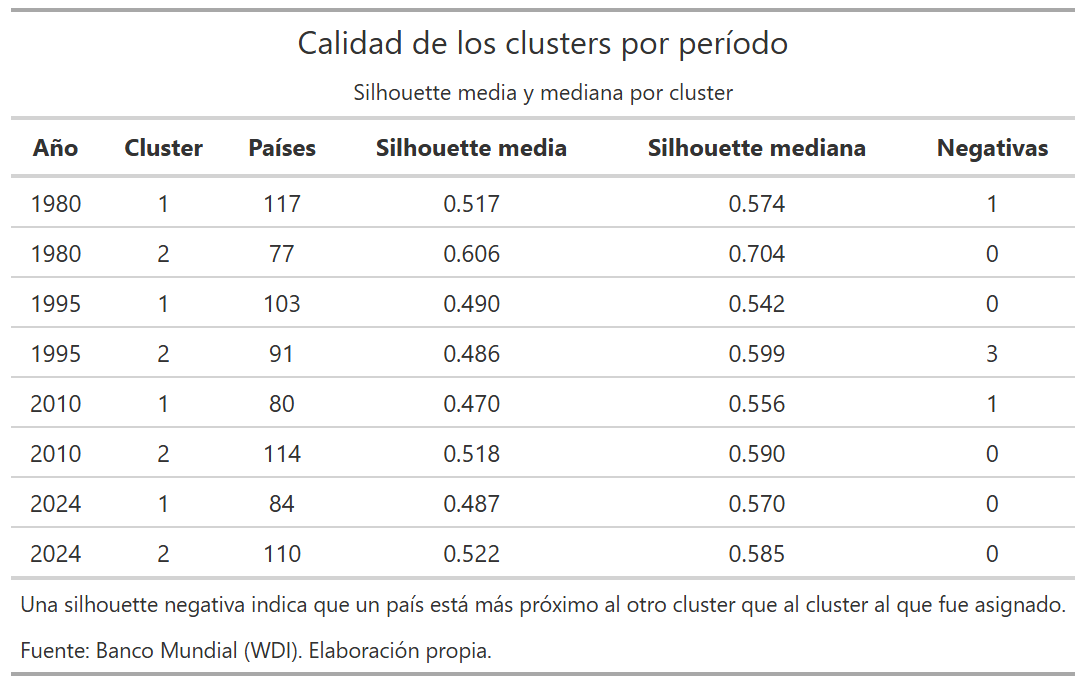 Calidad de los clusters por período
Silhouette media y mediana por cluster
Año Cluster Países Silhouette media Silhouette mediana Negativas
1980 1 117 0.517 0.574 1
1980 2 77 0.606 0.704 0
1995 1 103 0.490 0.542 0
1995 2 91 0.486 0.599 3
2010 1 80 0.470 0.556 1
2010 2 114 0.518 0.590 0
2024 1 84 0.487 0.570 0
2024 2 110 0.522 0.585 0
Una silhouette negativa indica que un país está más próximo al otro cluster que al cluster al que fue asignado.
Fuente: Banco Mundial (WDI). Elaboración propia.